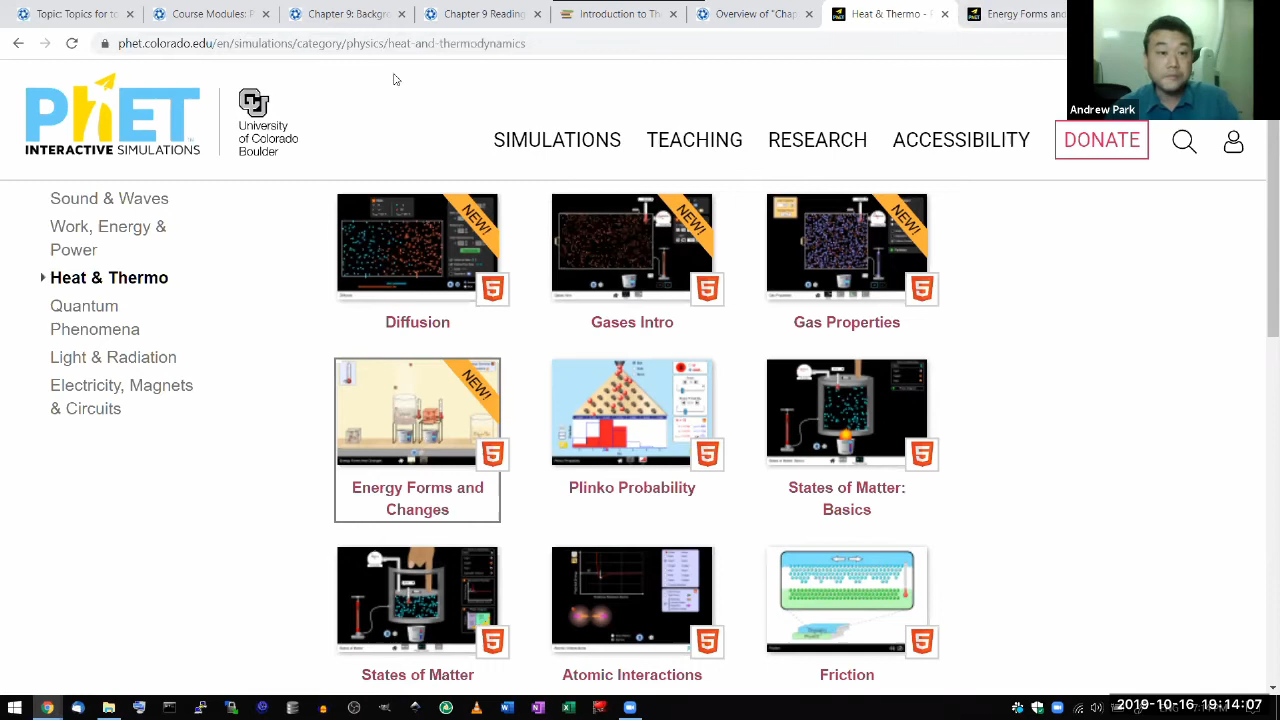 Topics for Physics
Course Modules: F
Chapter 9: Backgrou
Chapter 9 Simulatio
Introduction to Th
Overview of "Chap
Heat & Thermo - P
Energy Forms and
phet.colorado.edu/en/simulations/category/physics/heat-and-thermodynamics
Andrew Park
PhET
INTERACTIVE SIMULATIONS
CU
University of Colorado Boulder
SIMULATIONS
TEACHING
RESEARCH
ACCESSIBILITY
DONATE
Sound & Waves
Work, Energy &
Power
Heat & Thermo
Quantum
Phenomena
Light & Radiation
Electricity, Magnets
& Circuits
NEW!
NEW!
NEW!
Diffusion
Gases Intro
Gas Properties
NEW!
Energy Forms and
Changes
Plinko Probability
States of Matter:
Basics
States of Matter
Atomic Interactions
Friction
2019-10-16 19:14:07